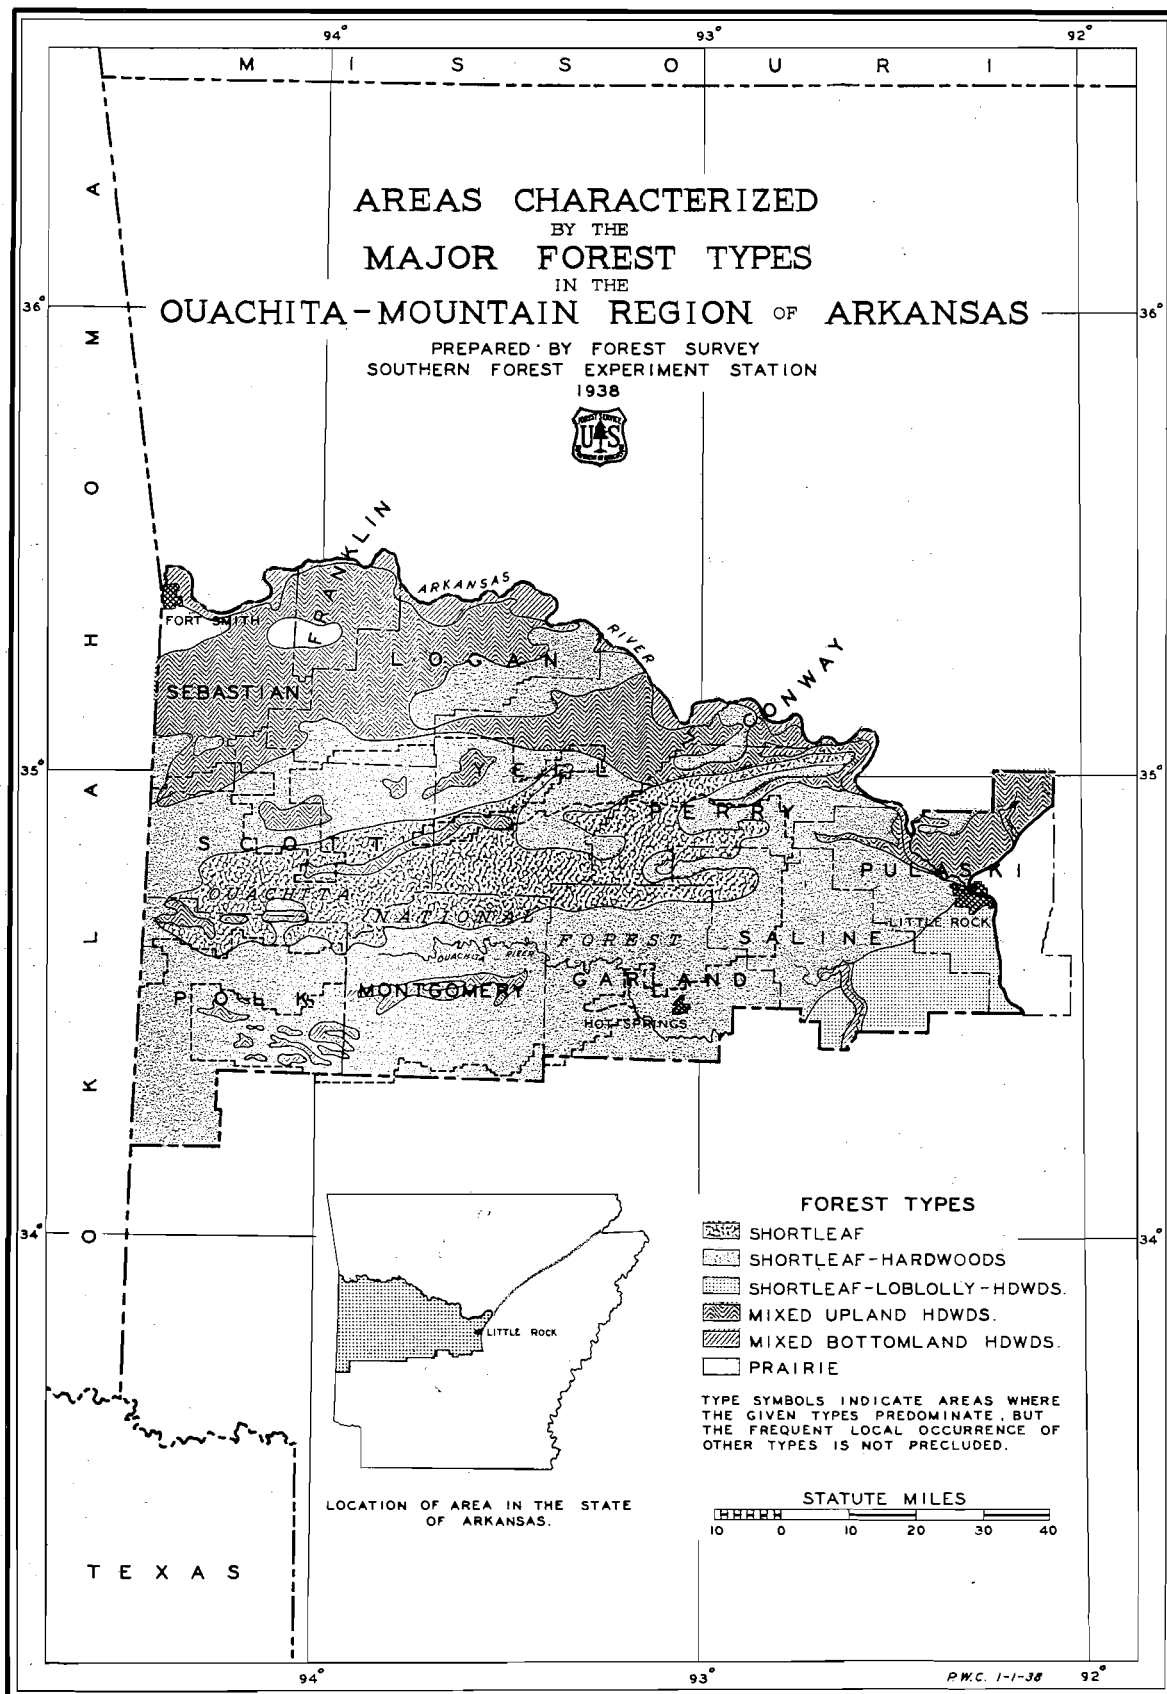 94° 93° 92°
MISSOURI
AREAS CHARACTERIZED
BY THE
MAJOR FOREST TYPES
IN THE
OUACHITA-MOUNTAIN REGION OF ARKANSAS
36° 36°
PREPARED BY FOREST SURVEY
SOUTHERN FOREST EXPERIMENT STATION
1938
FOREST SERVICE
US
OKLAHOMA
FRANKLIN
ARKANSAS
RIVER
FORT SMITH
LOGAN
CONWAY
SEBASTIAN
35° 35°
YELL
PERRY
SCOTT
PULASKI
OUACHITA
NATIONAL
LITTLE ROCK
FOREST
SALINE
OUACHITA RIVER
GARLAND
POLK
MONTGOMERY
HOT SPRINGS
34° 34°
LITTLE ROCK
LOCATION OF AREA IN THE STATE
OF ARKANSAS.
FOREST TYPES
SHORTLEAF
SHORTLEAF-HARDWOODS
SHORTLEAF-LOBLOLLY-HDWDS.
MIXED UPLAND HDWDS.
MIXED BOTTOMLAND HDWDS.
PRAIRIE
TYPE SYMBOLS INDICATE AREAS WHERE
THE GIVEN TYPES PREDOMINATE, BUT
THE FREQUENT LOCAL OCCURRENCE OF
OTHER TYPES IS NOT PRECLUDED.
STATUTE MILES
10 0 10 20 30 40
TEXAS
94° 93° 92°
P.W.C. 1-1-38